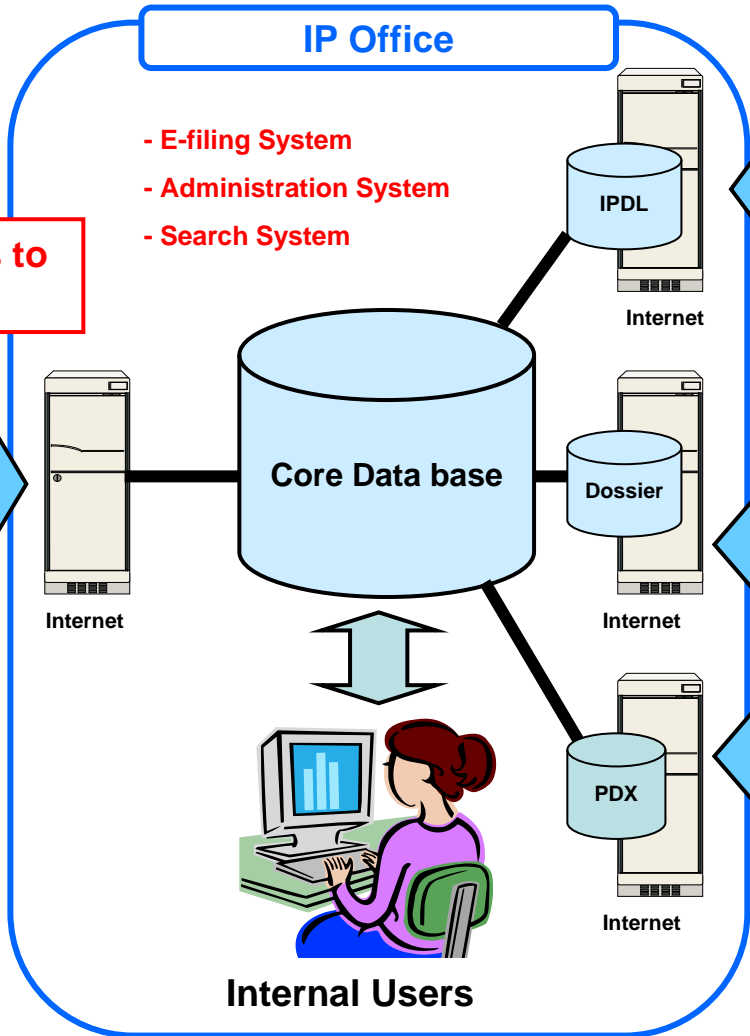 IP Office
- E-filing System
- Administration System
- Search System
to
IPDL
Internet
Core Data base
Dossier
Internet
Internet
PDX
Internet
Internal Users